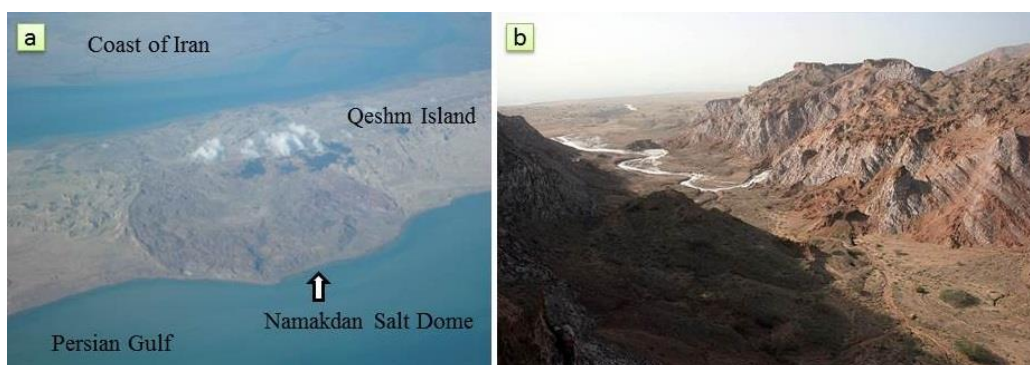 a
Coast of Iran
Qeshm Island
Namakdan Salt Dome
Persian Gulf
b